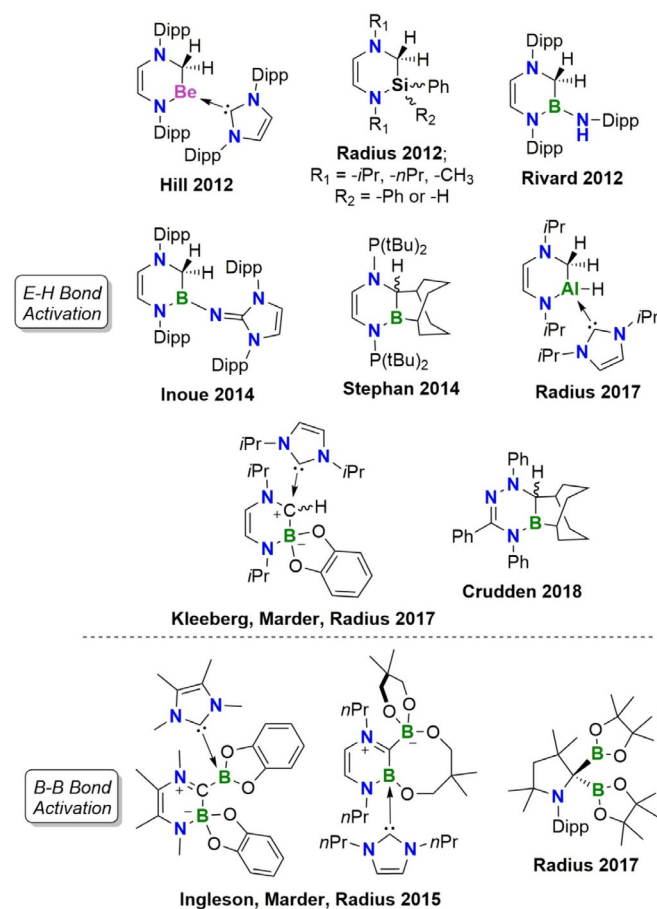 Dipp
N
H
H
Be
N
Dipp
Dipp
N
N
Dipp
Hill 2012
R1
N
H
H
Si
Ph
N
R2
R1
Radius 2012;
R1 = -iPr, -nPr, -CH3
R2 = -Ph or -H
Dipp
N
H
H
B
N
N
Dipp
H
Dipp
Rivard 2012
E-H Bond
Activation
Dipp
N
H
H
B
N
N
Dipp
Dipp
N
N
Dipp
Inoue 2014
P(tBu)2
H
N
B
N
P(tBu)2
Stephan 2014
iPr
N
H
H
Al
H
N
iPr
iPr
N
N
iPr
Radius 2017
iPr
N
N
iPr
iPr
N
C
H
+
B
−
O
N
O
iPr
Kleeberg, Marder, Radius 2017
Ph
H
N
N
B
N
Ph
Ph
Crudden 2018
B-B Bond
Activation
N
N
N
+
C
B
O
O
−
B
N
O
O
Ingleson, Marder, Radius 2015
nPr
O
O
N
+
B
−
O
B
O
N
nPr
nPr
N
N
nPr
O
B
O
O
B
O
N
Dipp
Radius 2017